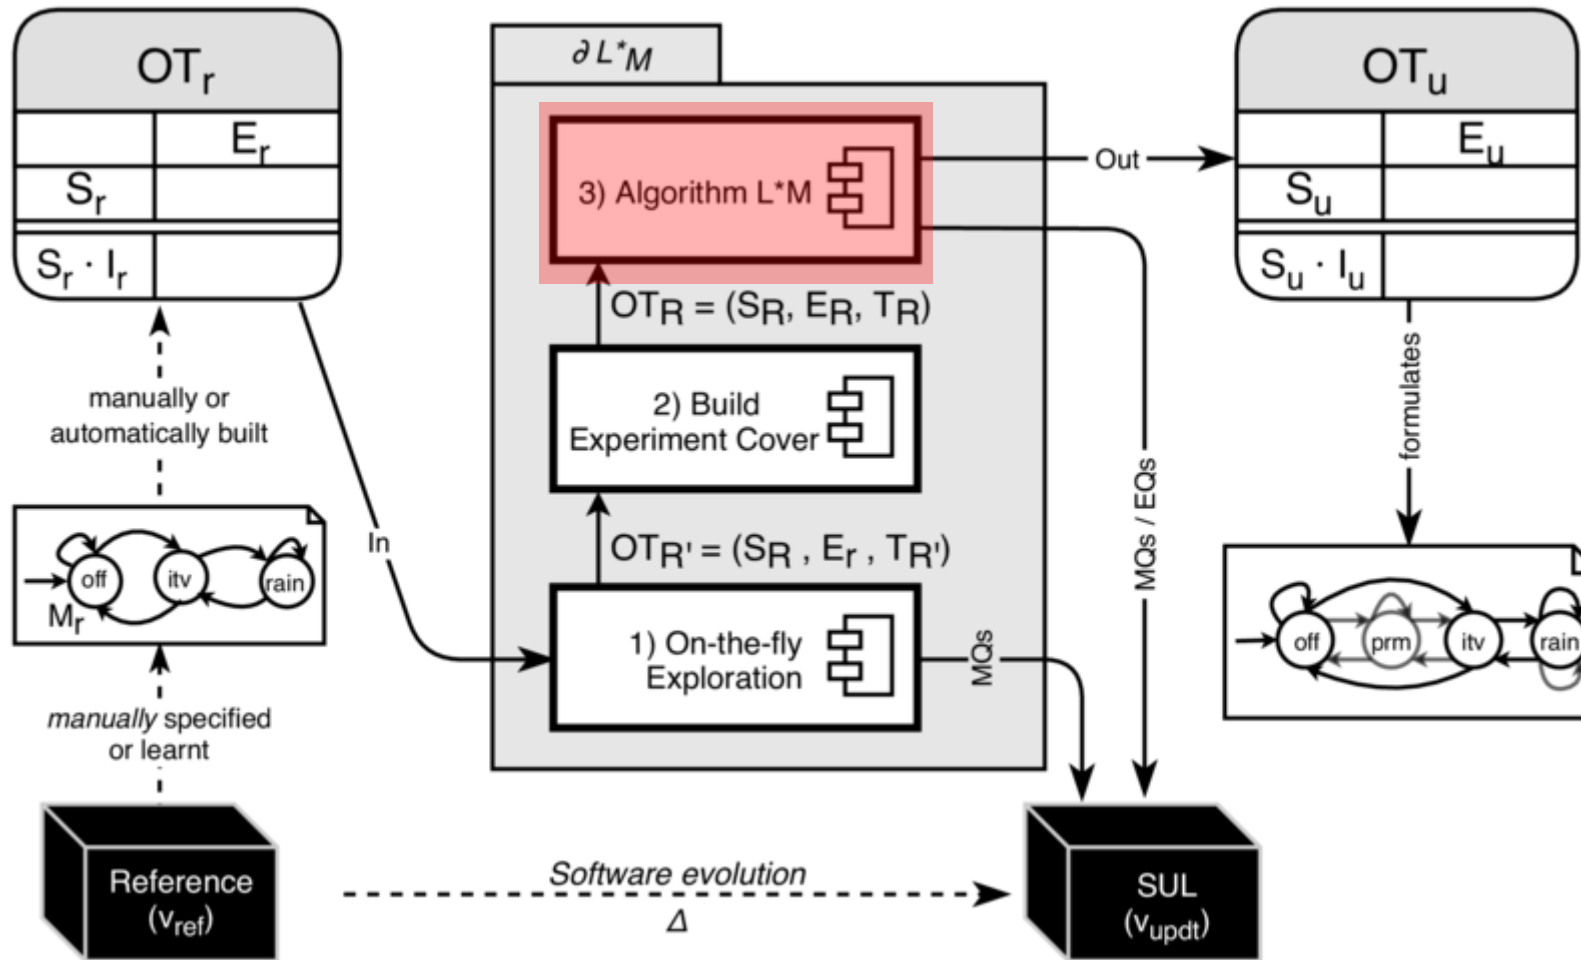 OTr
Er
Sr
Sr · Ir
manually or
automatically built
off
itv
rain
Mr
manually specified
or learnt
Reference
(vref)
In
∂ L*M
3) Algorithm L*M
OTR = (SR, ER, TR)
2) Build
Experiment Cover
OTR' = (SR , Er , TR')
1) On-the-fly
Exploration
MQs
MQs / EQs
Out
Software evolution
Δ
SUL
(vupdt)
OTu
Eu
Su
Su · Iu
formulates
off
prm
itv
rain